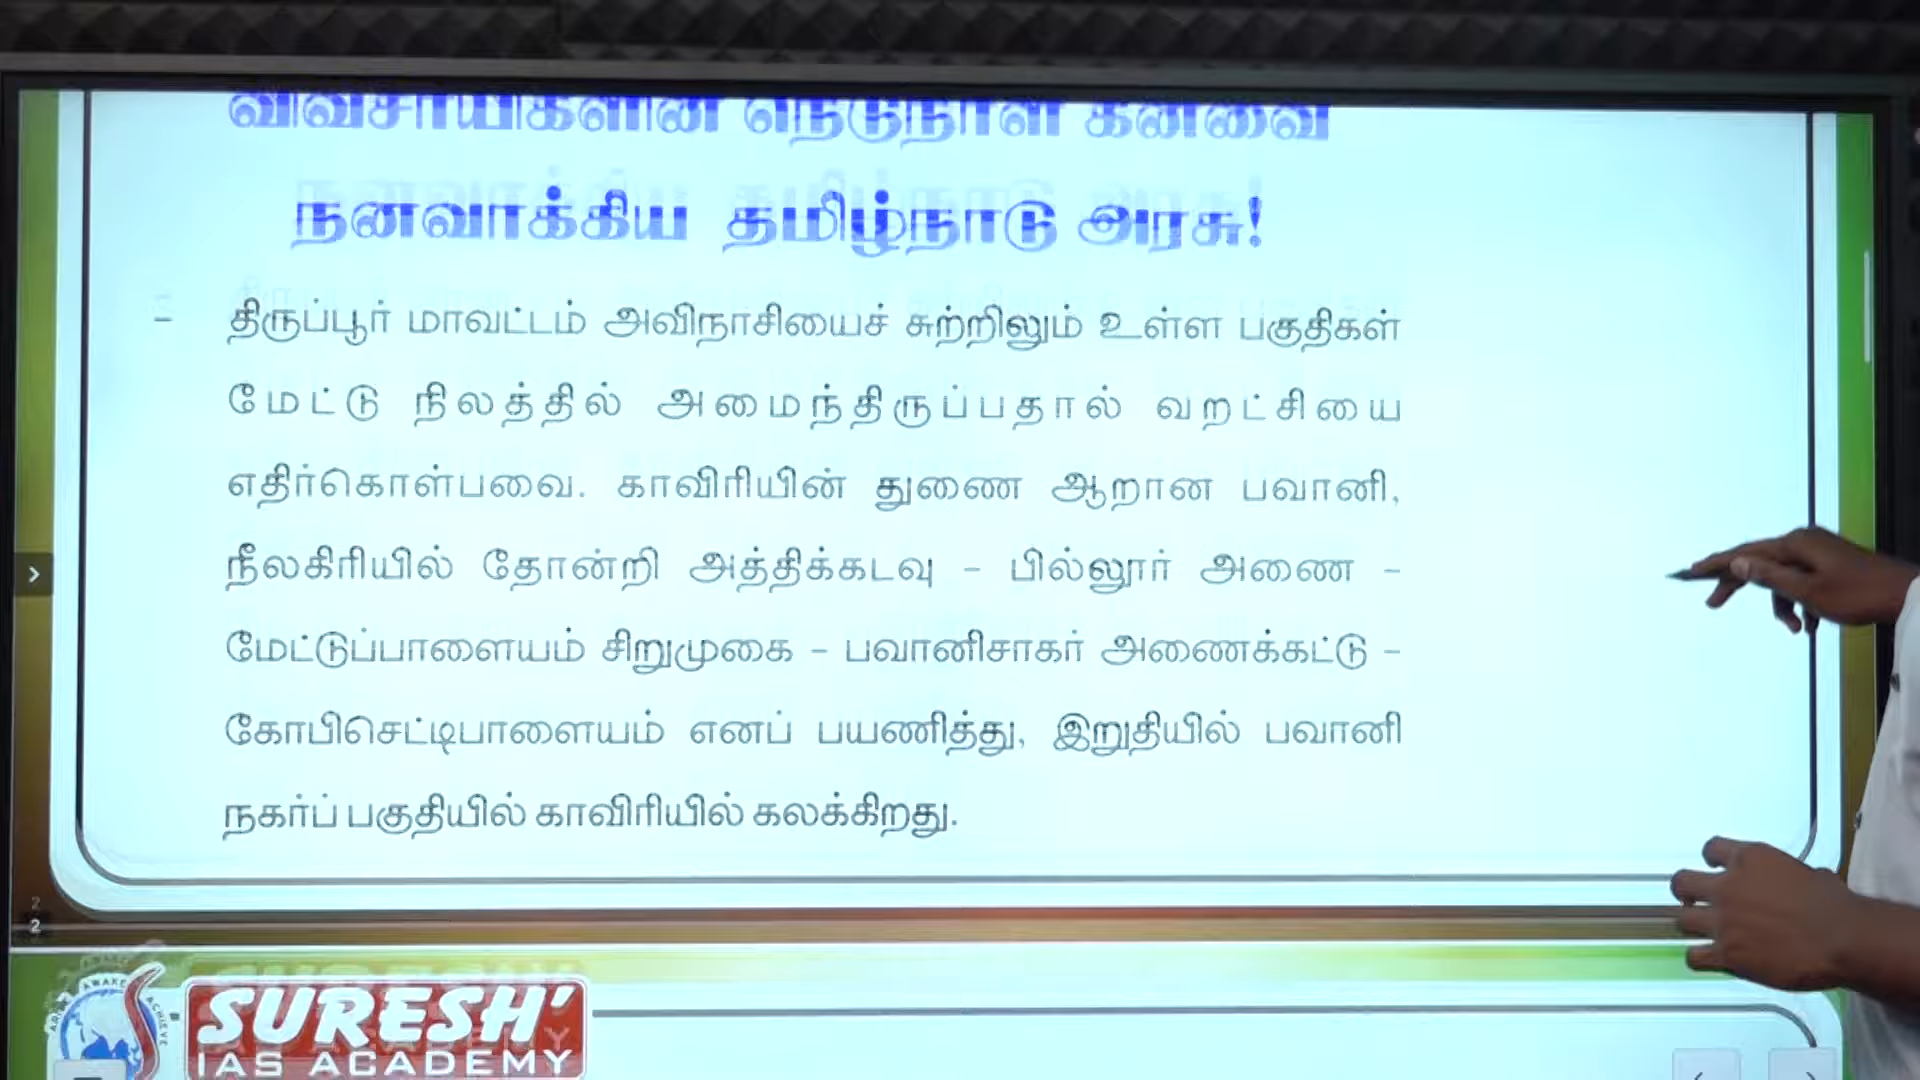 விவசாயிகளின் நெடுநாள் கனவை
நனவாக்கிய தமிழ்நாடு அரசு!
– திருப்பூர் மாவட்டம் அவிநாசியைச் சுற்றிலும் உள்ள பகுதிகள்
மேட்டு நிலத்தில் அமைந்திருப்பதால் வறட்சியை
எதிர்கொள்பவை. காவிரியின் துணை ஆறான பவானி,
நீலகிரியில் தோன்றி அத்திக்கடவு – பில்லூர் அணை –
மேட்டுப்பாளையம் சிறுமுகை – பவானிசாகர் அணைக்கட்டு –
கோபிசெட்டிபாளையம் எனப் பயணித்து, இறுதியில் பவானி
நகர்ப் பகுதியில் காவிரியில் கலக்கிறது.
2
2
SURESH'
IAS ACADEMY